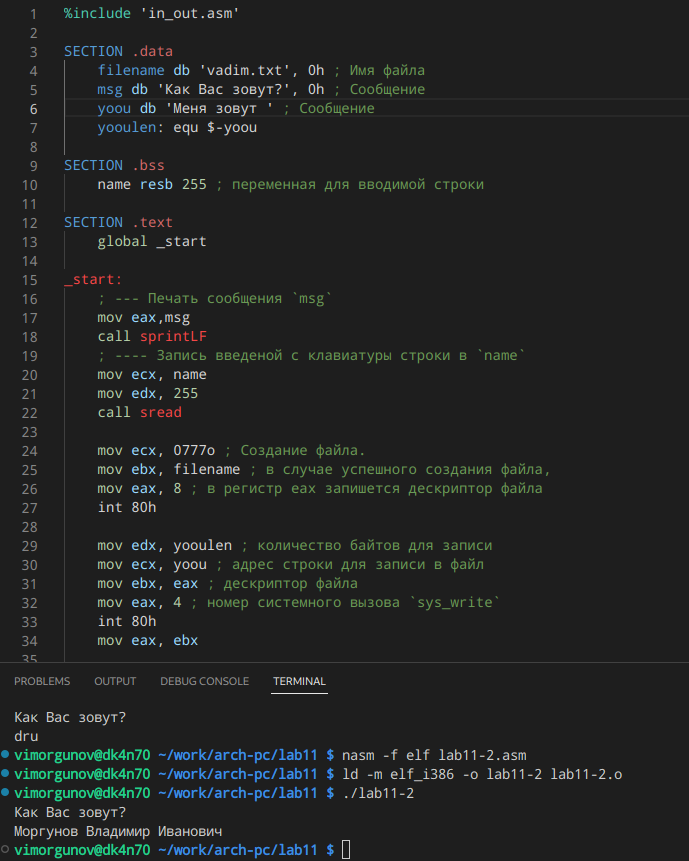 1 %include 'in_out.asm'
2
3 SECTION .data
4 filename db 'vadim.txt', 0h ; Имя файла
5 msg db 'Как Вас зовут?', 0h ; Сообщение
6 yoou db 'Меня зовут ' ; Сообщение
7 yooulen: equ $-yoou
8
9 SECTION .bss
10 name resb 255 ; переменная для вводимой строки
11
12 SECTION .text
13 global _start
14
15 _start:
16 ; --- Печать сообщения `msg`
17 mov eax,msg
18 call sprintLF
19 ; ---- Запись введеной с клавиатуры строки в `name`
20 mov ecx, name
21 mov edx, 255
22 call sread
23
24 mov ecx, 0777o ; Создание файла.
25 mov ebx, filename ; в случае успешного создания файла,
26 mov eax, 8 ; в регистр eax запишется дескриптор файла
27 int 80h
28
29 mov edx, yooulen ; количество байтов для записи
30 mov ecx, yoou ; адрес строки для записи в файл
31 mov ebx, eax ; дескриптор файла
32 mov eax, 4 ; номер системного вызова `sys_write`
33 int 80h
34 mov eax, ebx
35
PROBLEMS OUTPUT DEBUG CONSOLE TERMINAL
Как Вас зовут?
dru
vimorgunov@dk4n70 ~/work/arch-pc/lab11 $ nasm -f elf lab11-2.asm
vimorgunov@dk4n70 ~/work/arch-pc/lab11 $ ld -m elf_i386 -o lab11-2 lab11-2.o
vimorgunov@dk4n70 ~/work/arch-pc/lab11 $ ./lab11-2
Как Вас зовут?
Моргунов Владимир Иванович
vimorgunov@dk4n70 ~/work/arch-pc/lab11 $